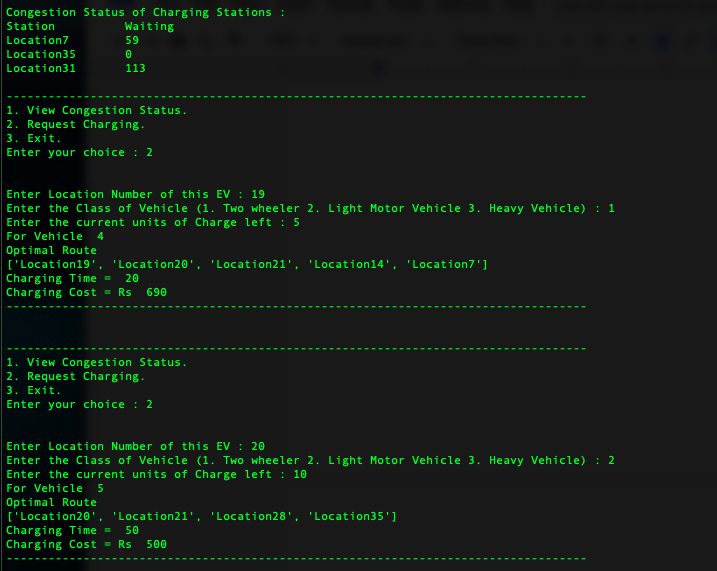 Congestion Status of Charging Stations :
Station          Waiting
Location7        59
Location35       0
Location31       113
-----------------------------------------------------------------------------------
1. View Congestion Status.
2. Request Charging.
3. Exit.
Enter your choice : 2
Enter Location Number of this EV : 19
Enter the Class of Vehicle (1. Two wheeler 2. Light Motor Vehicle 3. Heavy Vehicle) : 1
Enter the current units of Charge left : 5
For Vehicle  4
Optimal Route
['Location19', 'Location20', 'Location21', 'Location14', 'Location7']
Charging Time =  20
Charging Cost = Rs  690
-----------------------------------------------------------------------------------
-----------------------------------------------------------------------------------
1. View Congestion Status.
2. Request Charging.
3. Exit.
Enter your choice : 2
Enter Location Number of this EV : 20
Enter the Class of Vehicle (1. Two wheeler 2. Light Motor Vehicle 3. Heavy Vehicle) : 2
Enter the current units of Charge left : 10
For Vehicle  5
Optimal Route
['Location20', 'Location21', 'Location28', 'Location35']
Charging Time =  50
Charging Cost = Rs  500
-----------------------------------------------------------------------------------